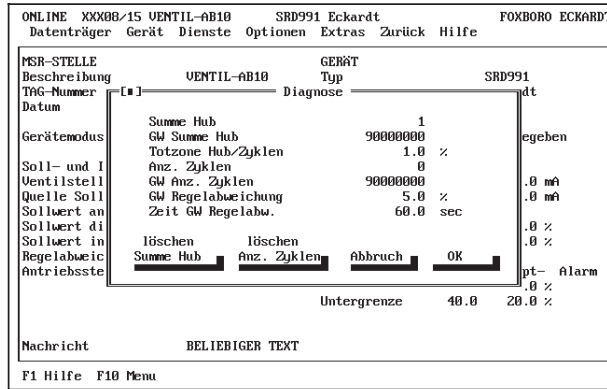 ONLINE XXX08/15 VENTIL-AB10 SRD991 Eckardt FOXBORO ECKARDT
Datenträger Gerät Dienste Optionen Extras Zurück Hilfe
MSR-STELLE GERÄT
Beschreibung VENTIL-AB10 Typ SRD991
TAG-Nummer Diagnose dt
Datum
Summe Hub 1
Gerätemodus GW Summe Hub 90000000 egeben
Totzone Hub/Zyklen 1.0 %
Soll- und I Anz. Zyklen 0
Ventilstell GW Anz. Zyklen 90000000 .0 mA
Quelle Soll GW Regelabweichung 5.0 % .0 mA
Sollwert an Zeit GW Regelabw. 60.0 sec
Sollwert di .0 %
Sollwert in löschen löschen .0 %
Regelabweic Summe Hub Anz. Zyklen Abbruch OK
Antriebsste pt- Alarm
.0 %
Untergrenze 40.0 20.0 %
Nachricht BELIEBIGER TEXT
F1 Hilfe F10 Menu